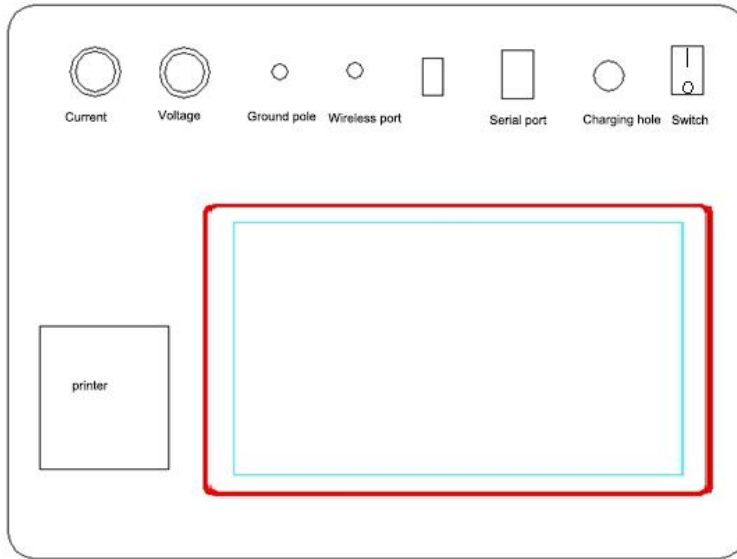 Current
Voltage
Ground pole
Wireless port
Serial port
Charging hole
Switch
printer